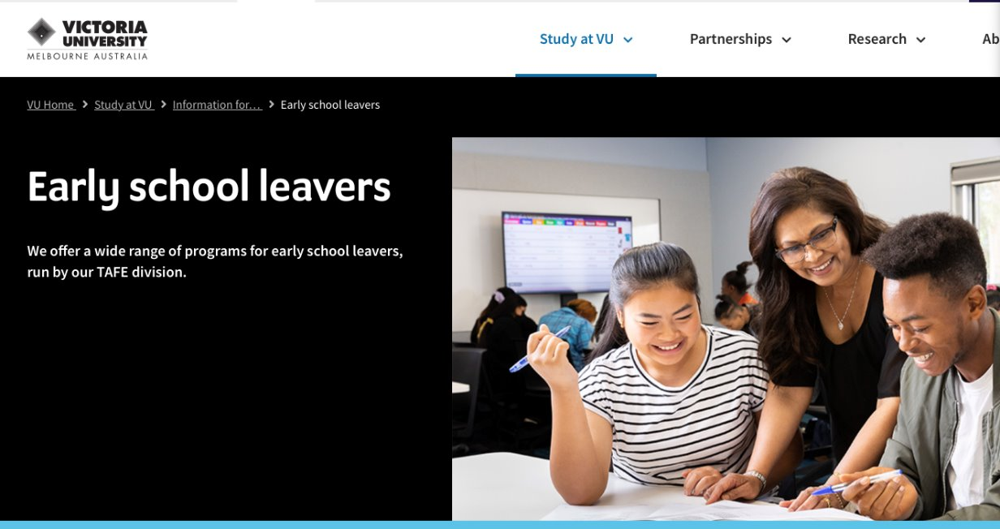 VICTORIA
UNIVERSITY
MELBOURNE AUSTRALIA
Study at VU
Partnerships
Research
Ab
VU Home > Study at VU > Information for... > Early school leavers
Early school leavers
We offer a wide range of programs for early school leavers,
run by our TAFE division.